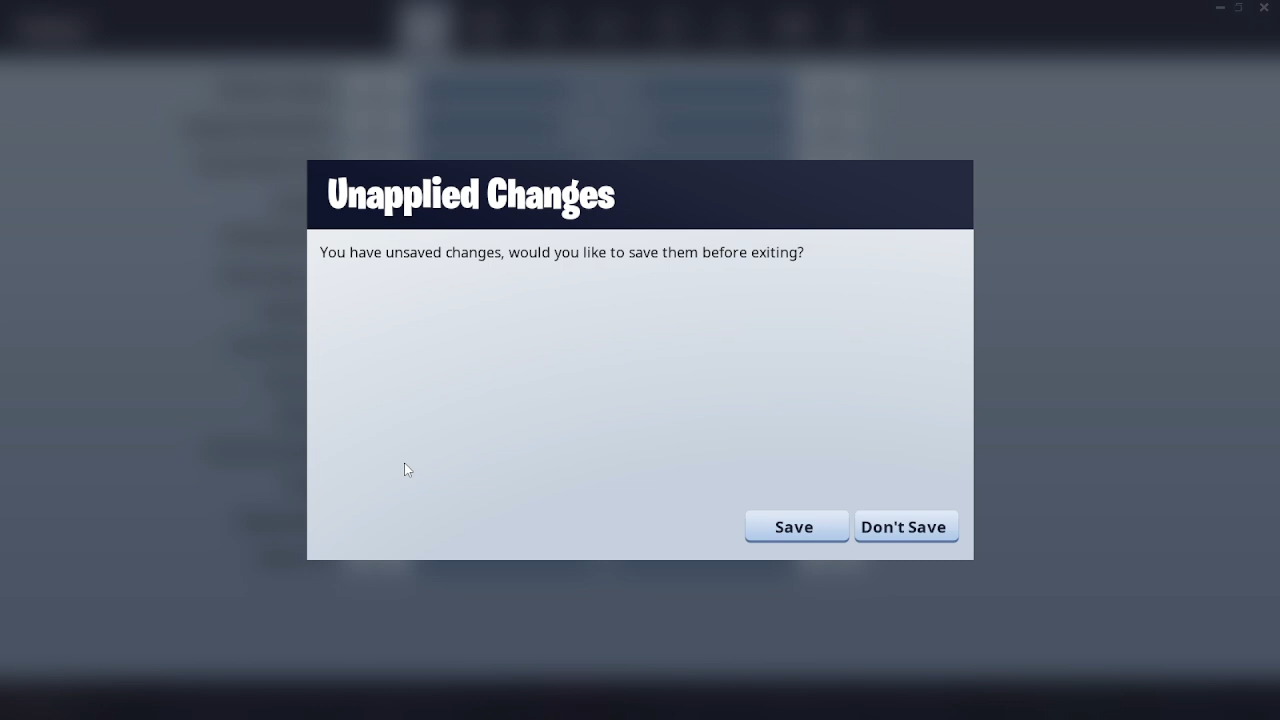 Unapplied Changes
You have unsaved changes, would you like to save them before exiting?
Save
Don't Save